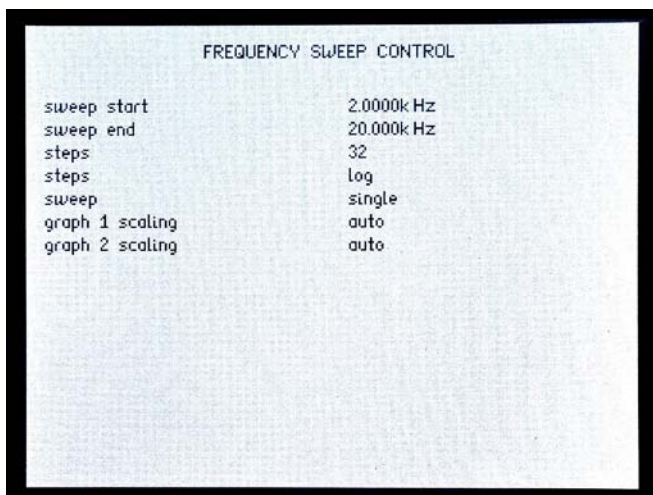 FREQUENCY SWEEP CONTROL
sweep start 2.0000k Hz
sweep end 20.000k Hz
steps 32
steps log
sweep single
graph 1 scaling auto
graph 2 scaling auto